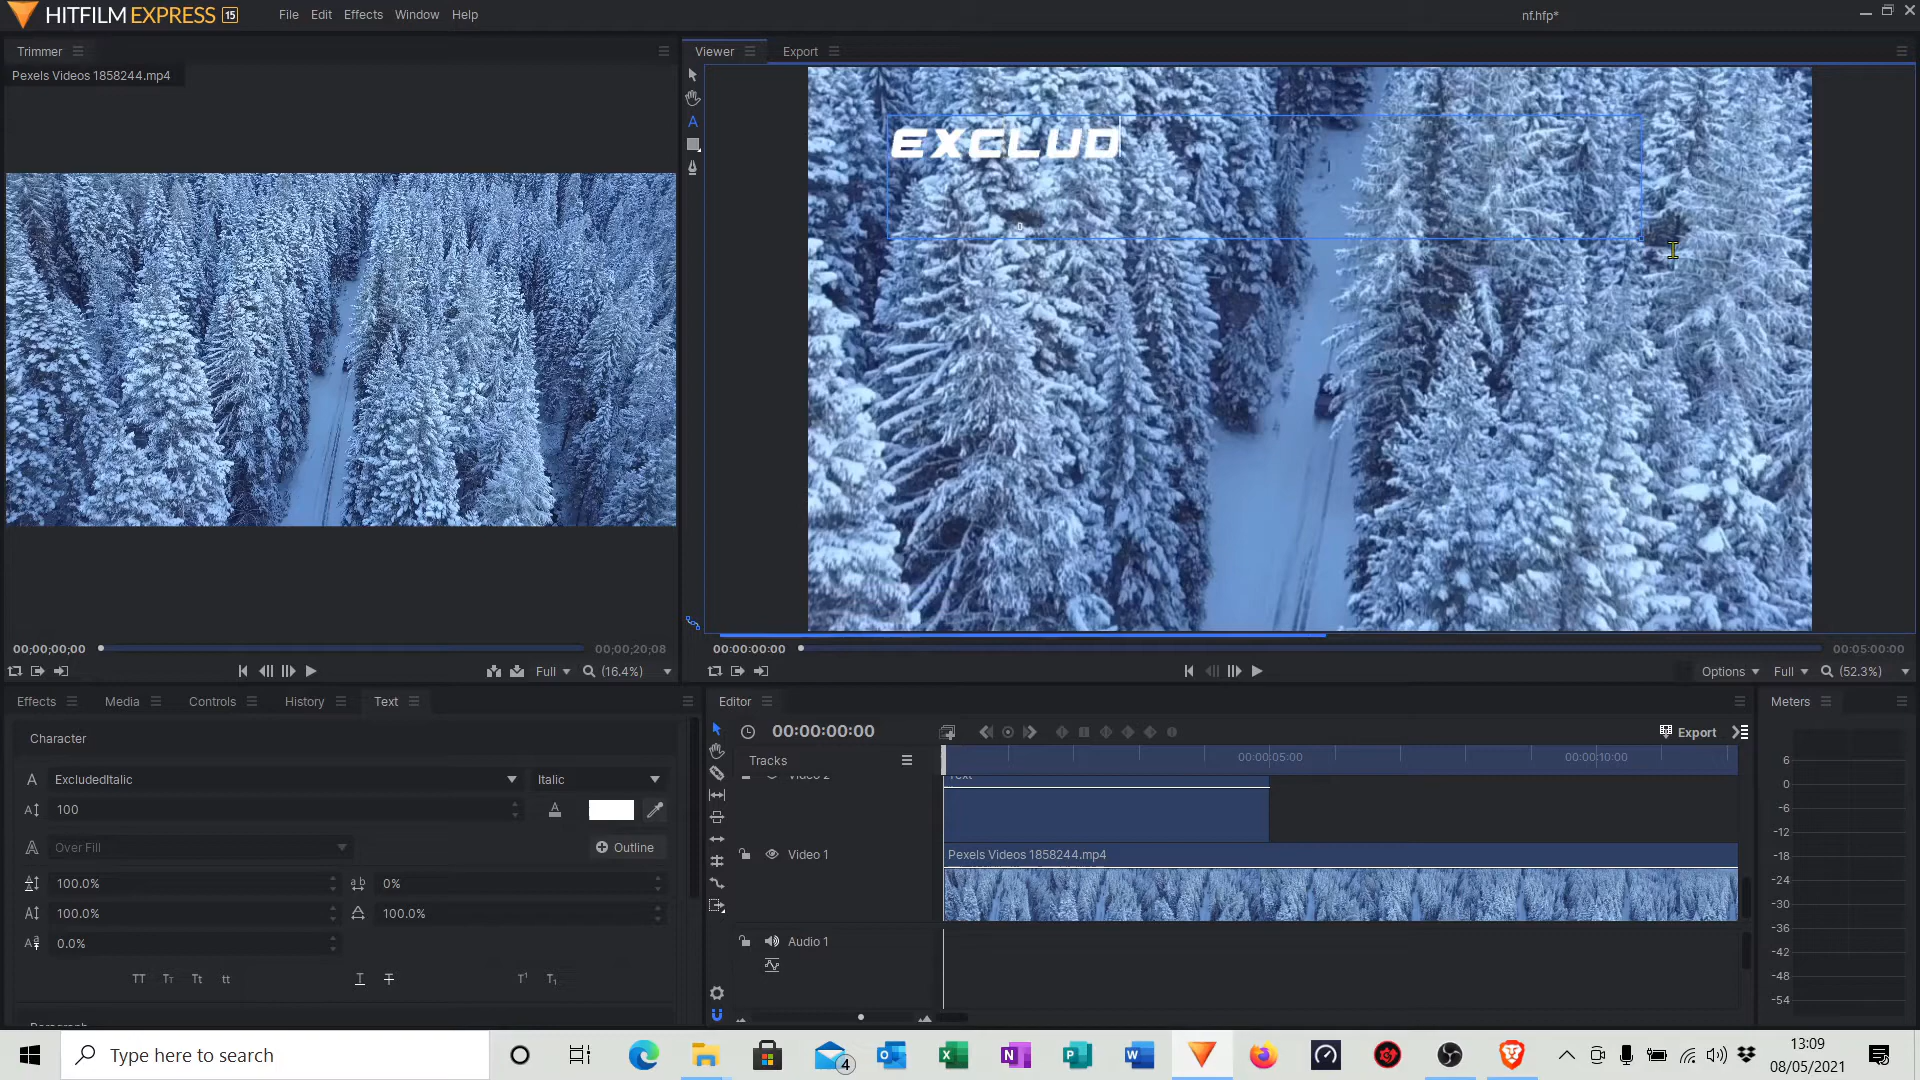 HITFILM EXPRESS 15
File Edit Effects Window Help
nf.hfp*
Trimmer
Viewer
Export
Pexels Videos 1858244.mp4
EXCLUD
00;00;00;00
00;00;20;08
00:00:00:00
00:05:00:00
Full
(16.4%)
Options
Full
(52.3%)
Effects
Media
Controls
History
Text
Editor
Meters
Character
00:00:00:00
Export
Tracks
00:00:05:00
00:00:10:00
ExcludedItalic
Italic
100
Over Fill
Outline
100.0%
0%
100.0%
100.0%
0.0%
TT TT Tt tt T T T¹ T₁
Text
Video 1
Pexels Videos 1858244.mp4
Audio 1
6
0
-6
-12
-18
-24
-30
-36
-42
-48
-54
Type here to search
4
13:09
08/05/2021